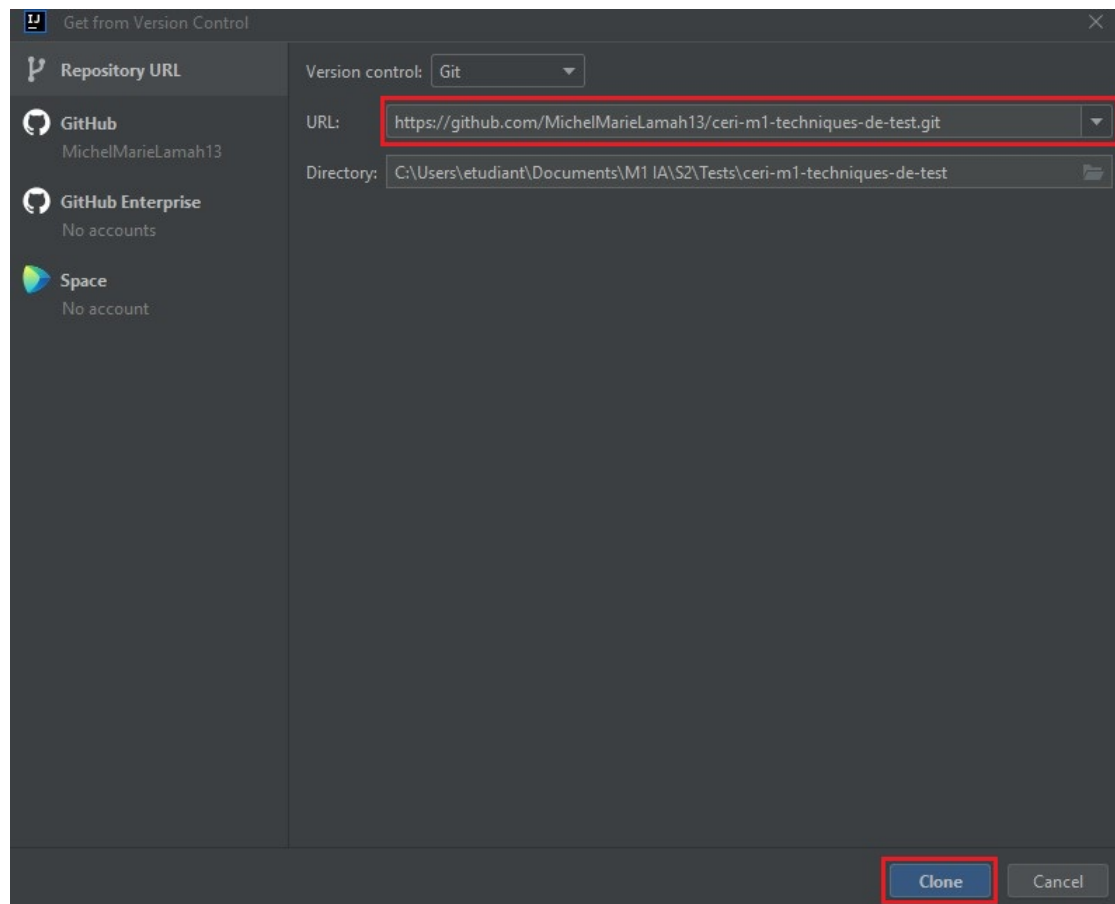 IJ
Get from Version Control
Repository URL
GitHub
MichelMarieLamah13
GitHub Enterprise
No accounts
Space
No account
Version control: Git
URL: https://github.com/MichelMarieLamah13/ceri-m1-techniques-de-test.git
Directory: C:\Users\etudiant\Documents\M1 IA\S2\Tests\ceri-m1-techniques-de-test
Clone Cancel